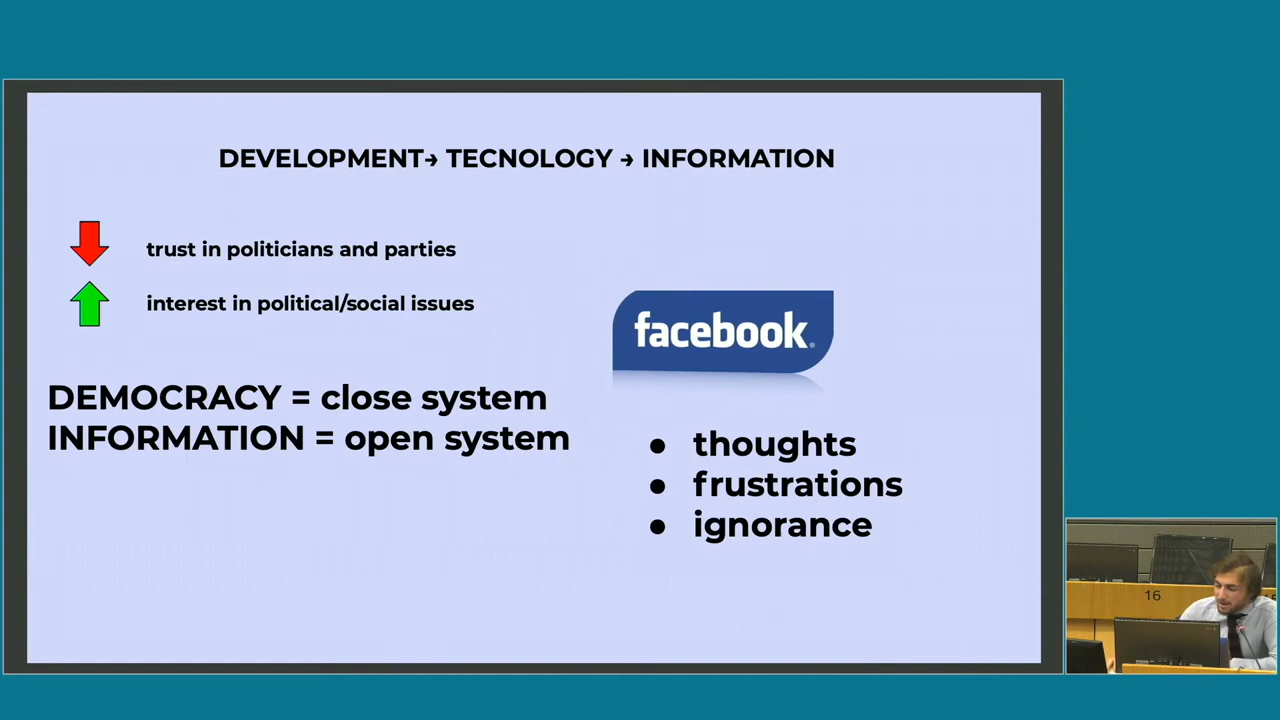 DEVELOPMENT→ TECNOLOGY → INFORMATION
trust in politicians and parties
interest in political/social issues
facebook®
DEMOCRACY = close system
INFORMATION = open system
● thoughts
● frustrations
● ignorance
16